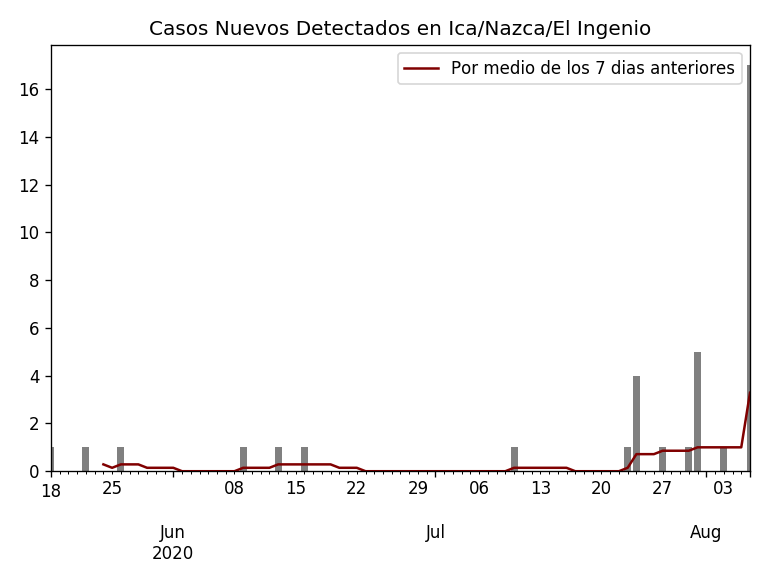 Casos Nuevos Detectados en Ica/Nazca/El Ingenio
Por medio de los 7 dias anteriores
16
14
12
10
8
6
4
2
0
18 25 08 15 22 29 06 13 20 27 03
Jun Jul Aug
2020